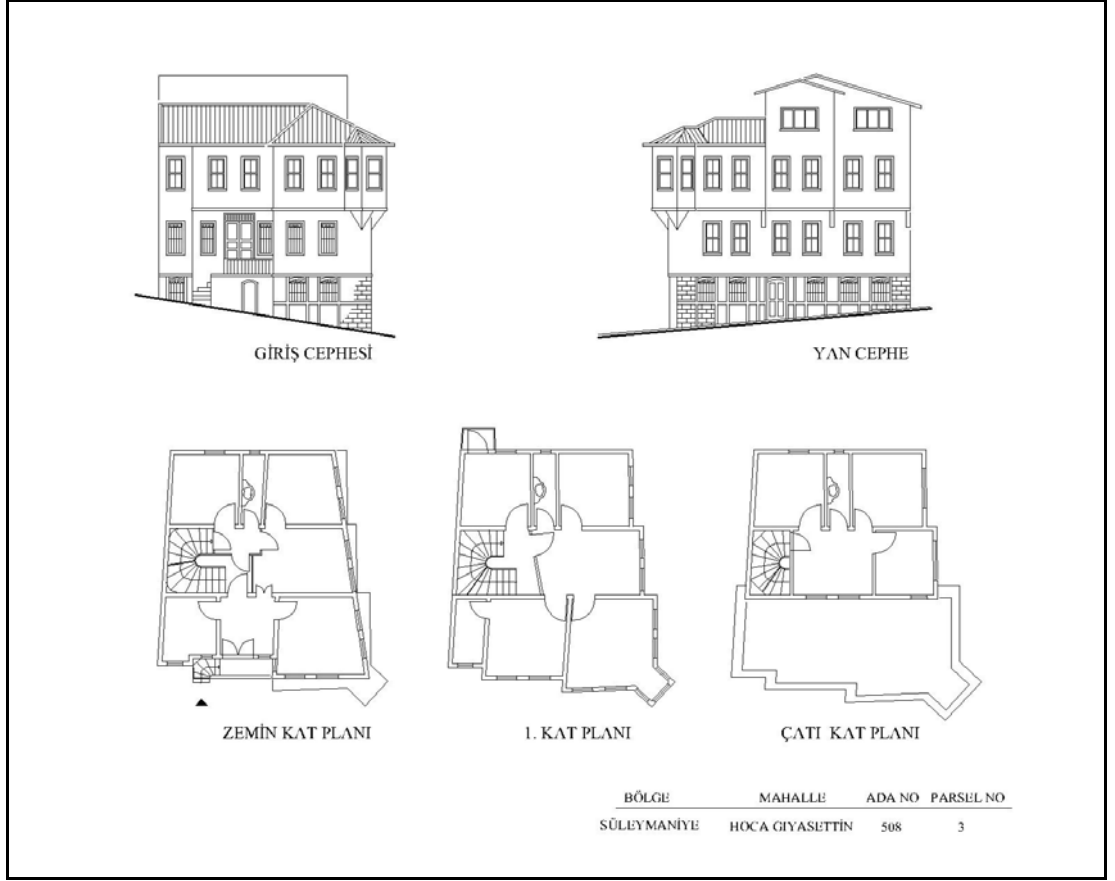 GİRİŞ CEPHESİ YAN CEPHE
ZEMİN KAT PLANI 1. KAT PLANI ÇATI KAT PLANI
BÖLGE MAHALLE ADA NO PARSEL NO
SÜLEYMANİYE HOCA GIYASETTİN 508 3